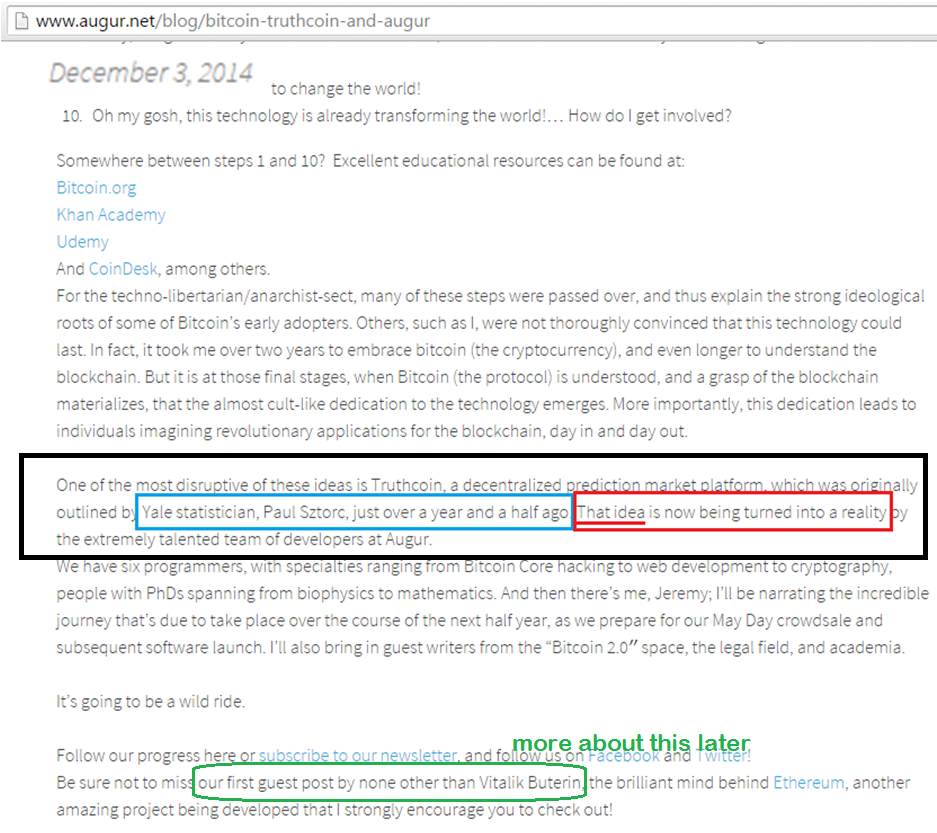 www.augur.net/blog/bitcoin-truthcoin-and-augur
December 3, 2014
to change the world!
10. Oh my gosh, this technology is already transforming the world!… How do I get involved?
Somewhere between steps 1 and 10? Excellent educational resources can be found at:
Bitcoin.org
Khan Academy
Udemy
And CoinDesk, among others.
For the techno-libertarian/anarchist-sect, many of these steps were passed over, and thus explain the strong ideological
roots of some of Bitcoin's early adopters. Others, such as I, were not thoroughly convinced that this technology could
last. In fact, it took me over two years to embrace bitcoin (the cryptocurrency), and even longer to understand the
blockchain. But it is at those final stages, when Bitcoin (the protocol) is understood, and a grasp of the blockchain
materializes, that the almost cult-like dedication to the technology emerges. More importantly, this dedication leads to
individuals imagining revolutionary applications for the blockchain, day in and day out.
One of the most disruptive of these ideas is Truthcoin, a decentralized prediction market platform, which was originally
outlined by Yale statistician, Paul Sztorc, just over a year and a half ago. That idea is now being turned into a reality by
the extremely talented team of developers at Augur.
We have six programmers, with specialties ranging from Bitcoin Core hacking to web development to cryptography,
people with PhDs spanning from biophysics to mathematics. And then there's me, Jeremy; I'll be narrating the incredible
journey that's due to take place over the course of the next half year, as we prepare for our May Day crowdsale and
subsequent software launch. I'll also bring in guest writers from the “Bitcoin 2.0″ space, the legal field, and academia.
It's going to be a wild ride.
more about this later
Follow our progress here or subscribe to our newsletter, and follow us on Facebook and Twitter!
Be sure not to miss our first guest post by none other than Vitalik Buterin, the brilliant mind behind Ethereum, another
amazing project being developed that I strongly encourage you to check out!